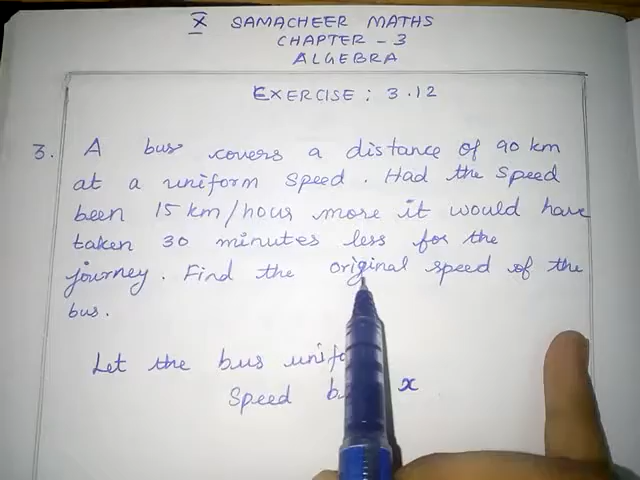 X SAMACHEER MATHS
CHAPTER - 3
ALGEBRA
EXERCISE : 3.12
3. A bus covers a distance of 90 km
at a uniform speed. Had the speed
been 15 km/hour more it would have
taken 30 minutes less for the
journey. Find the original speed of the
bus.
Let the bus
Speed x